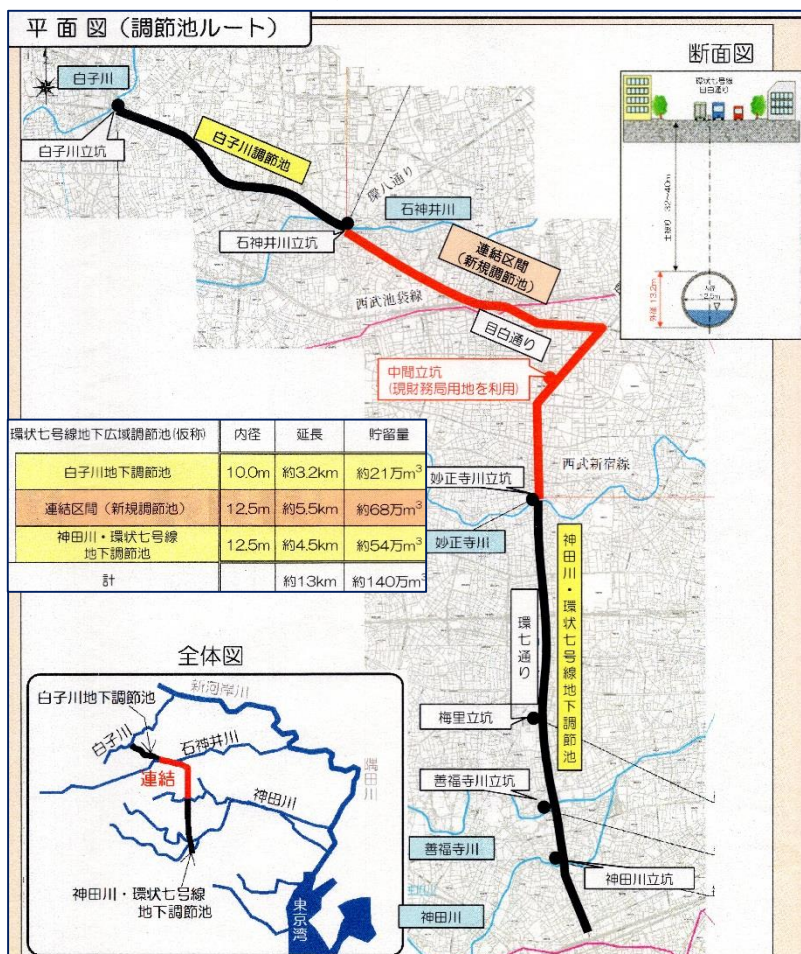 平面図（調節池ルート）
白子川
白子川立坑
白子川調節池
環八通り
石神井川
石神井川立坑
連結区間
（新規調節池）
西武池袋線
目白通り
中間立坑
(現財務局用地を利用)
断面図
環状七号線
目白通り
土被り 32～40m
外径 13.2m
内径
12.5m
環状七号線地下広域調節池(仮称)
内径
延長
貯留量
白子川地下調節池
10.0m
約3.2km
約21万m³
連結区間（新規調節池）
12.5m
約5.5km
約68万m³
神田川・環状七号線
地下調節池
12.5m
約4.5km
約54万m³
計
約13km
約140万m³
西武新宿線
妙正寺川立坑
妙正寺川
神田川・環状七号線地下調節池
環七通り
梅里立坑
善福寺川立坑
善福寺川
神田川立坑
神田川
全体図
白子川地下調節池
新河岸川
白子川
石神井川
隅田川
連結
神田川
神田川・環状七号線
地下調節池
東京湾